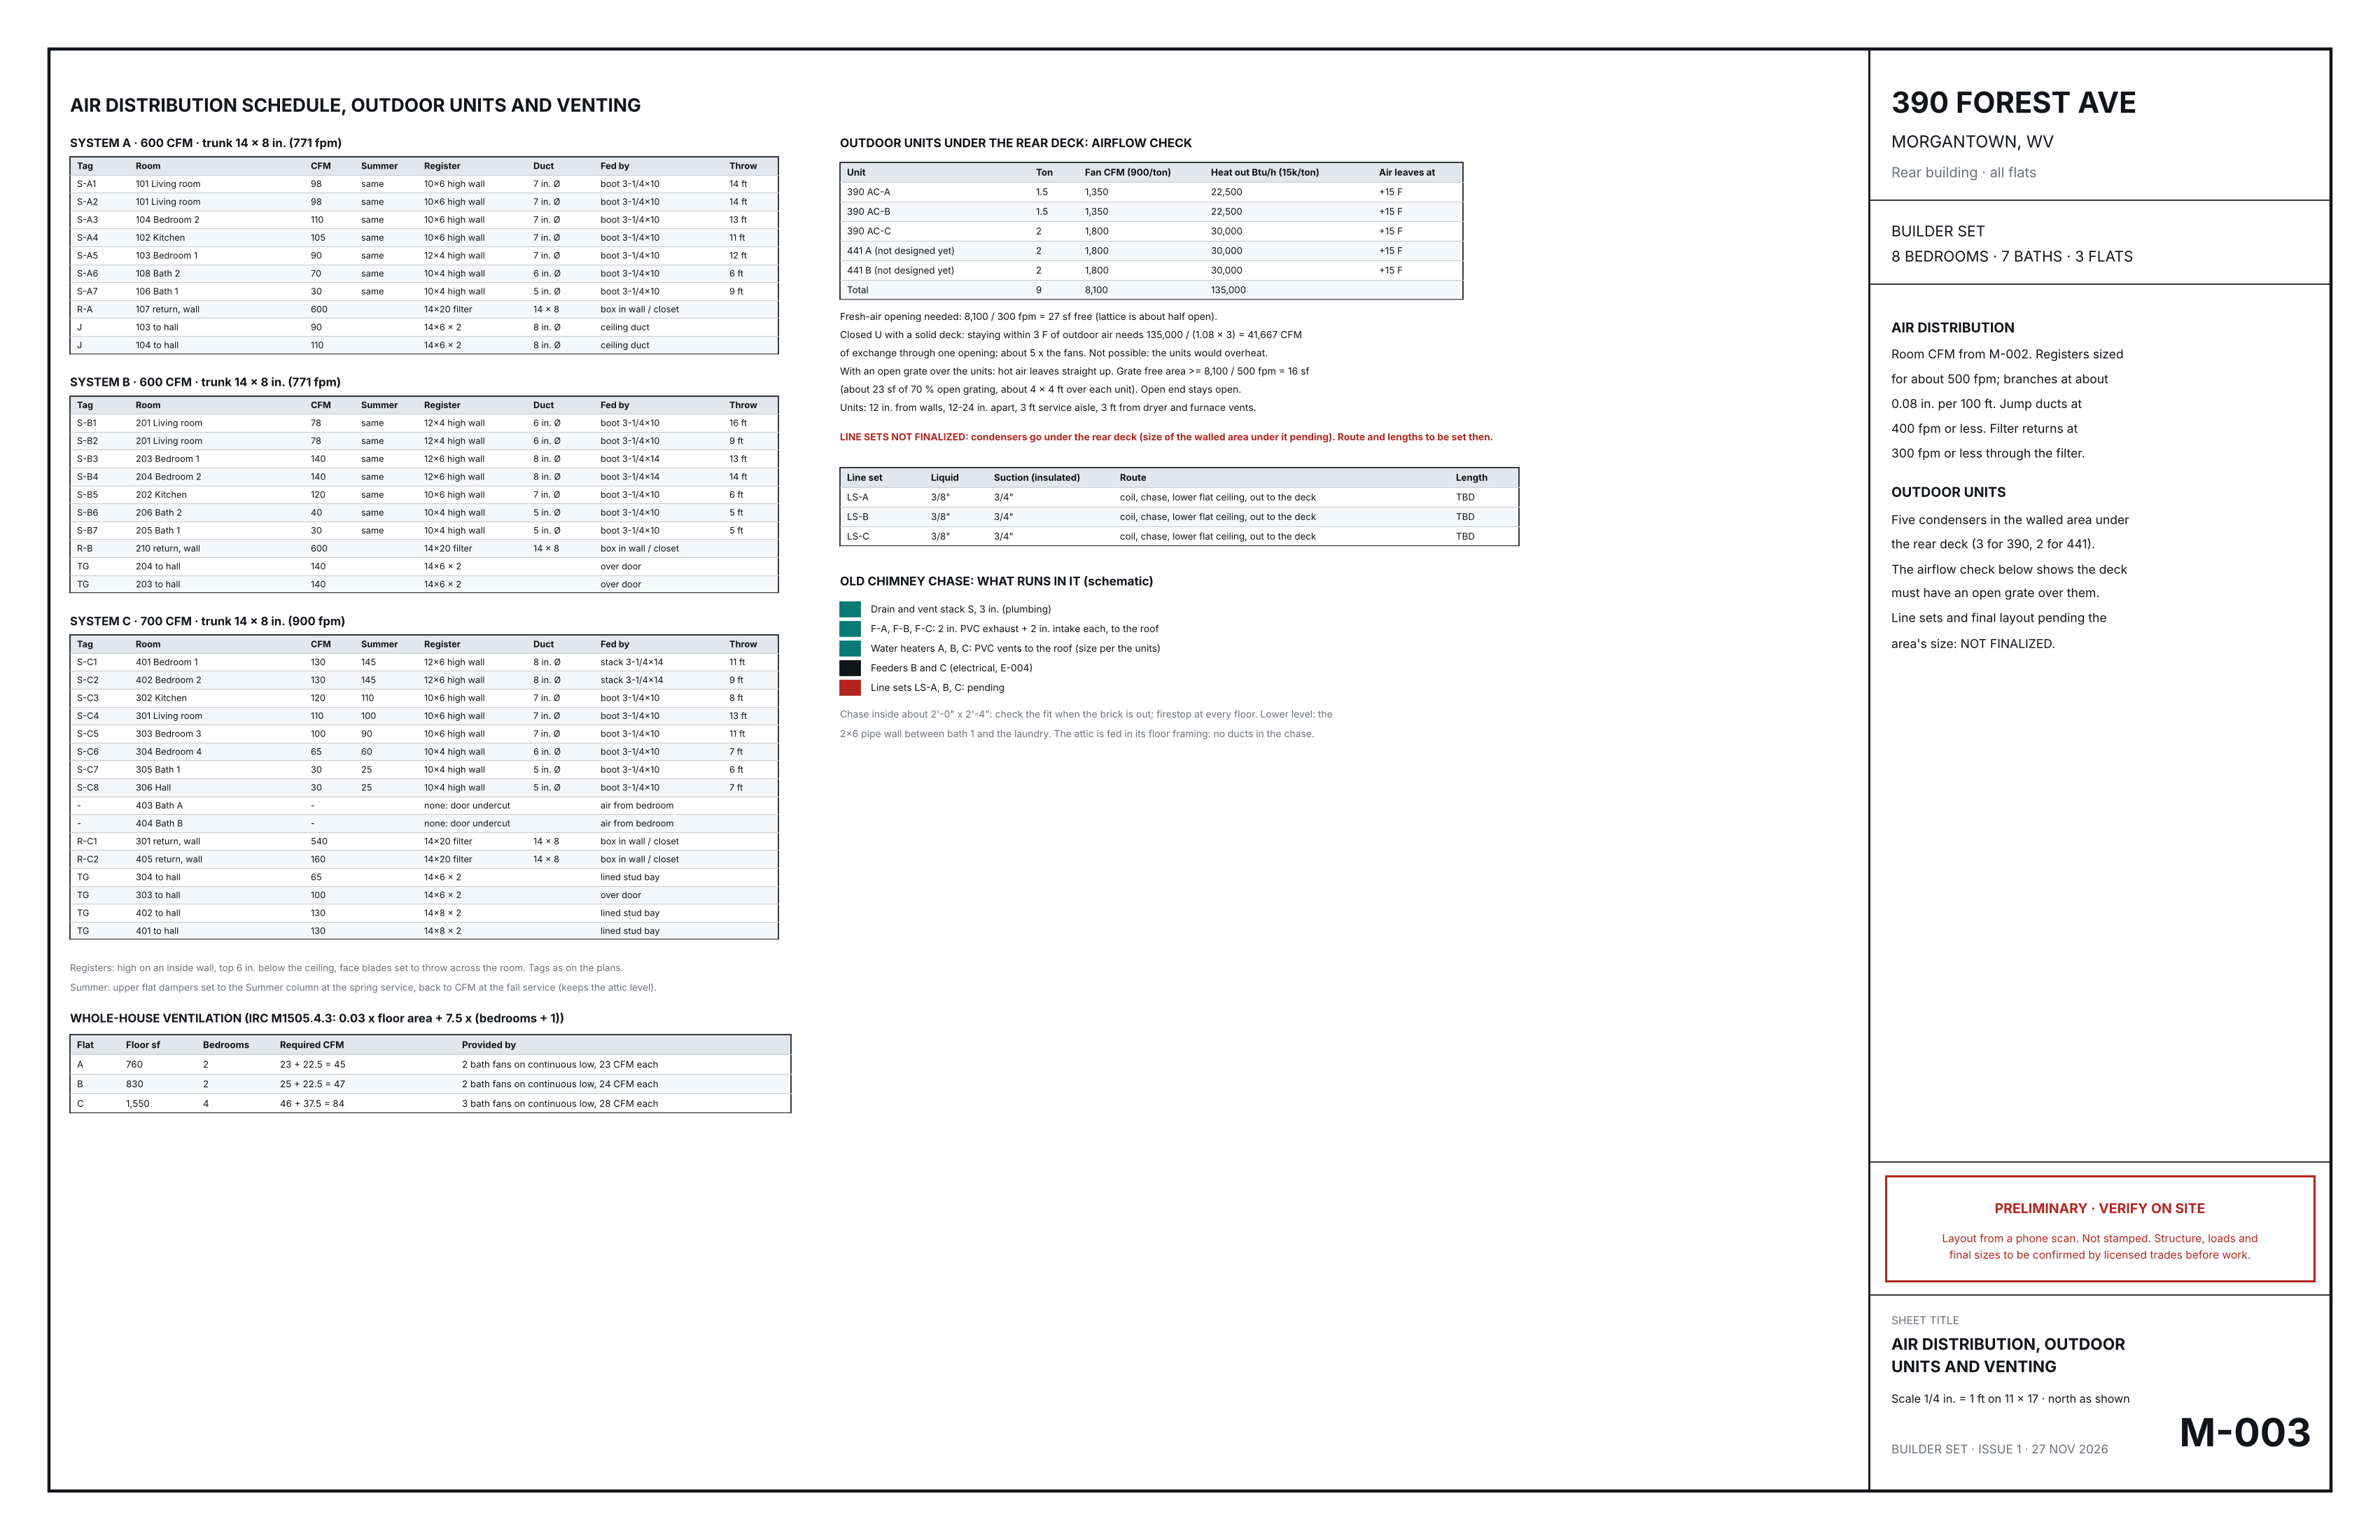 AIR DISTRIBUTION SCHEDULE, OUTDOOR UNITS AND VENTING
SYSTEM A · 600 CFM · trunk 14 × 8 in. (771 fpm)
Tag Room CFM Summer Register Duct Fed by Throw
S-A1 101 Living room 98 same 10×6 high wall 7 in. Ø boot 3-1/4×10 14 ft
S-A2 101 Living room 98 same 10×6 high wall 7 in. Ø boot 3-1/4×10 14 ft
S-A3 104 Bedroom 2 110 same 10×6 high wall 7 in. Ø boot 3-1/4×10 13 ft
S-A4 102 Kitchen 105 same 10×6 high wall 7 in. Ø boot 3-1/4×10 11 ft
S-A5 103 Bedroom 1 90 same 12×4 high wall 7 in. Ø boot 3-1/4×10 12 ft
S-A6 108 Bath 2 70 same 10×4 high wall 6 in. Ø boot 3-1/4×10 6 ft
S-A7 106 Bath 1 30 same 10×4 high wall 5 in. Ø boot 3-1/4×10 9 ft
R-A 107 return, wall 600 14×20 filter 14 × 8 box in wall / closet
J 103 to hall 90 14×6 × 2 8 in. Ø ceiling duct
J 104 to hall 110 14×6 × 2 8 in. Ø ceiling duct
SYSTEM B · 600 CFM · trunk 14 × 8 in. (771 fpm)
Tag Room CFM Summer Register Duct Fed by Throw
S-B1 201 Living room 78 same 12×4 high wall 6 in. Ø boot 3-1/4×10 16 ft
S-B2 201 Living room 78 same 12×4 high wall 6 in. Ø boot 3-1/4×10 9 ft
S-B3 203 Bedroom 1 140 same 12×6 high wall 8 in. Ø boot 3-1/4×14 13 ft
S-B4 204 Bedroom 2 140 same 12×6 high wall 8 in. Ø boot 3-1/4×14 14 ft
S-B5 202 Kitchen 120 same 10×6 high wall 7 in. Ø boot 3-1/4×10 6 ft
S-B6 206 Bath 2 40 same 10×4 high wall 5 in. Ø boot 3-1/4×10 5 ft
S-B7 205 Bath 1 30 same 10×4 high wall 5 in. Ø boot 3-1/4×10 5 ft
R-B 210 return, wall 600 14×20 filter 14 × 8 box in wall / closet
TG 204 to hall 140 14×6 × 2 over door
TG 203 to hall 140 14×6 × 2 over door
SYSTEM C · 700 CFM · trunk 14 × 8 in. (900 fpm)
Tag Room CFM Summer Register Duct Fed by Throw
S-C1 401 Bedroom 1 130 145 12×6 high wall 8 in. Ø stack 3-1/4×14 11 ft
S-C2 402 Bedroom 2 130 145 12×6 high wall 8 in. Ø stack 3-1/4×14 9 ft
S-C3 302 Kitchen 120 110 10×6 high wall 7 in. Ø boot 3-1/4×10 8 ft
S-C4 301 Living room 110 100 10×6 high wall 7 in. Ø boot 3-1/4×10 13 ft
S-C5 303 Bedroom 3 100 90 10×6 high wall 7 in. Ø boot 3-1/4×10 11 ft
S-C6 304 Bedroom 4 65 60 10×4 high wall 6 in. Ø boot 3-1/4×10 7 ft
S-C7 305 Bath 1 30 25 10×4 high wall 5 in. Ø boot 3-1/4×10 6 ft
S-C8 306 Hall 30 25 10×4 high wall 5 in. Ø boot 3-1/4×10 7 ft
- 403 Bath A - none: door undercut air from bedroom
- 404 Bath B - none: door undercut air from bedroom
R-C1 301 return, wall 540 14×20 filter 14 × 8 box in wall / closet
R-C2 405 return, wall 160 14×20 filter 14 × 8 box in wall / closet
TG 304 to hall 65 14×6 × 2 lined stud bay
TG 303 to hall 100 14×6 × 2 over door
TG 402 to hall 130 14×8 × 2 lined stud bay
TG 401 to hall 130 14×8 × 2 lined stud bay
Registers: high on an inside wall, top 6 in. below the ceiling, face blades set to throw across the room. Tags as on the plans.
Summer: upper flat dampers set to the Summer column at the spring service, back to CFM at the fall service (keeps the attic level).
WHOLE-HOUSE VENTILATION (IRC M1505.4.3: 0.03 x floor area + 7.5 x (bedrooms + 1))
Flat Floor sf Bedrooms Required CFM Provided by
A 760 2 23 + 22.5 = 45 2 bath fans on continuous low, 23 CFM each
B 830 2 25 + 22.5 = 47 2 bath fans on continuous low, 24 CFM each
C 1,550 4 46 + 37.5 = 84 3 bath fans on continuous low, 28 CFM each
OUTDOOR UNITS UNDER THE REAR DECK: AIRFLOW CHECK
Unit Ton Fan CFM (900/ton) Heat out Btu/h (15k/ton) Air leaves at
390 AC-A 1.5 1,350 22,500 +15 F
390 AC-B 1.5 1,350 22,500 +15 F
390 AC-C 2 1,800 30,000 +15 F
441 A (not designed yet) 2 1,800 30,000 +15 F
441 B (not designed yet) 2 1,800 30,000 +15 F
Total 9 8,100 135,000
Fresh-air opening needed: 8,100 / 300 fpm = 27 sf free (lattice is about half open).
Closed U with a solid deck: staying within 3 F of outdoor air needs 135,000 / (1.08 × 3) = 41,667 CFM
of exchange through one opening: about 5 x the fans. Not possible: the units would overheat.
With an open grate over the units: hot air leaves straight up. Grate free area >= 8,100 / 500 fpm = 16 sf
(about 23 sf of 70 % open grating, about 4 × 4 ft over each unit). Open end stays open.
Units: 12 in. from walls, 12-24 in. apart, 3 ft service aisle, 3 ft from dryer and furnace vents.
LINE SETS NOT FINALIZED: condensers go under the rear deck (size of the walled area under it pending). Route and lengths to be set then.
Line set Liquid Suction (insulated) Route Length
LS-A 3/8" 3/4" coil, chase, lower flat ceiling, out to the deck TBD
LS-B 3/8" 3/4" coil, chase, lower flat ceiling, out to the deck TBD
LS-C 3/8" 3/4" coil, chase, lower flat ceiling, out to the deck TBD
OLD CHIMNEY CHASE: WHAT RUNS IN IT (schematic)
Drain and vent stack S, 3 in. (plumbing)
F-A, F-B, F-C: 2 in. PVC exhaust + 2 in. intake each, to the roof
Water heaters A, B, C: PVC vents to the roof (size per the units)
Feeders B and C (electrical, E-004)
Line sets LS-A, B, C: pending
Chase inside about 2'-0" x 2'-4": check the fit when the brick is out; firestop at every floor. Lower level: the
2×6 pipe wall between bath 1 and the laundry. The attic is fed in its floor framing: no ducts in the chase.
390 FOREST AVE
MORGANTOWN, WV
Rear building · all flats
BUILDER SET
8 BEDROOMS · 7 BATHS · 3 FLATS
AIR DISTRIBUTION
Room CFM from M-002. Registers sized
for about 500 fpm; branches at about
0.08 in. per 100 ft. Jump ducts at
400 fpm or less. Filter returns at
300 fpm or less through the filter.
OUTDOOR UNITS
Five condensers in the walled area under
the rear deck (3 for 390, 2 for 441).
The airflow check below shows the deck
must have an open grate over them.
Line sets and final layout pending the
area's size: NOT FINALIZED.
PRELIMINARY · VERIFY ON SITE
Layout from a phone scan. Not stamped. Structure, loads and
final sizes to be confirmed by licensed trades before work.
SHEET TITLE
AIR DISTRIBUTION, OUTDOOR
UNITS AND VENTING
Scale 1/4 in. = 1 ft on 11 × 17 · north as shown
BUILDER SET · ISSUE 1 · 27 NOV 2026
M-003